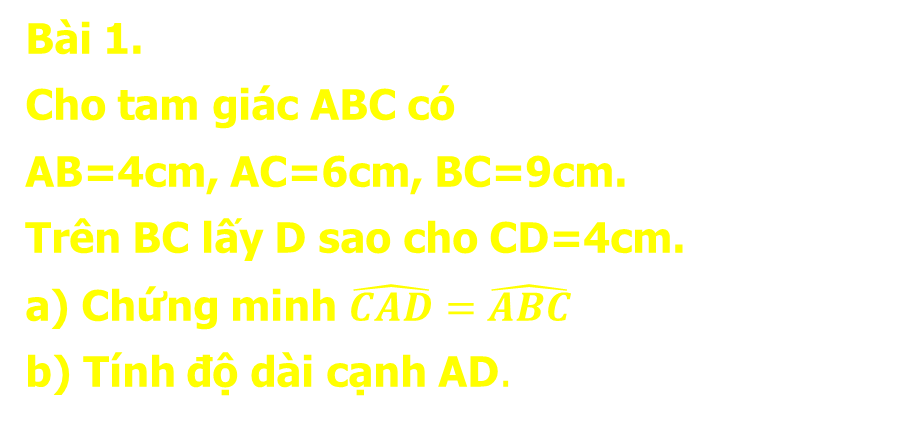 Bài 1.
Cho tam giác ABC có
AB=4cm, AC=6cm, BC=9cm.
Trên BC lấy D sao cho CD=4cm.
a) Chứng minh $\widehat{CAD} = \widehat{ABC}$
b) Tính độ dài cạnh AD.